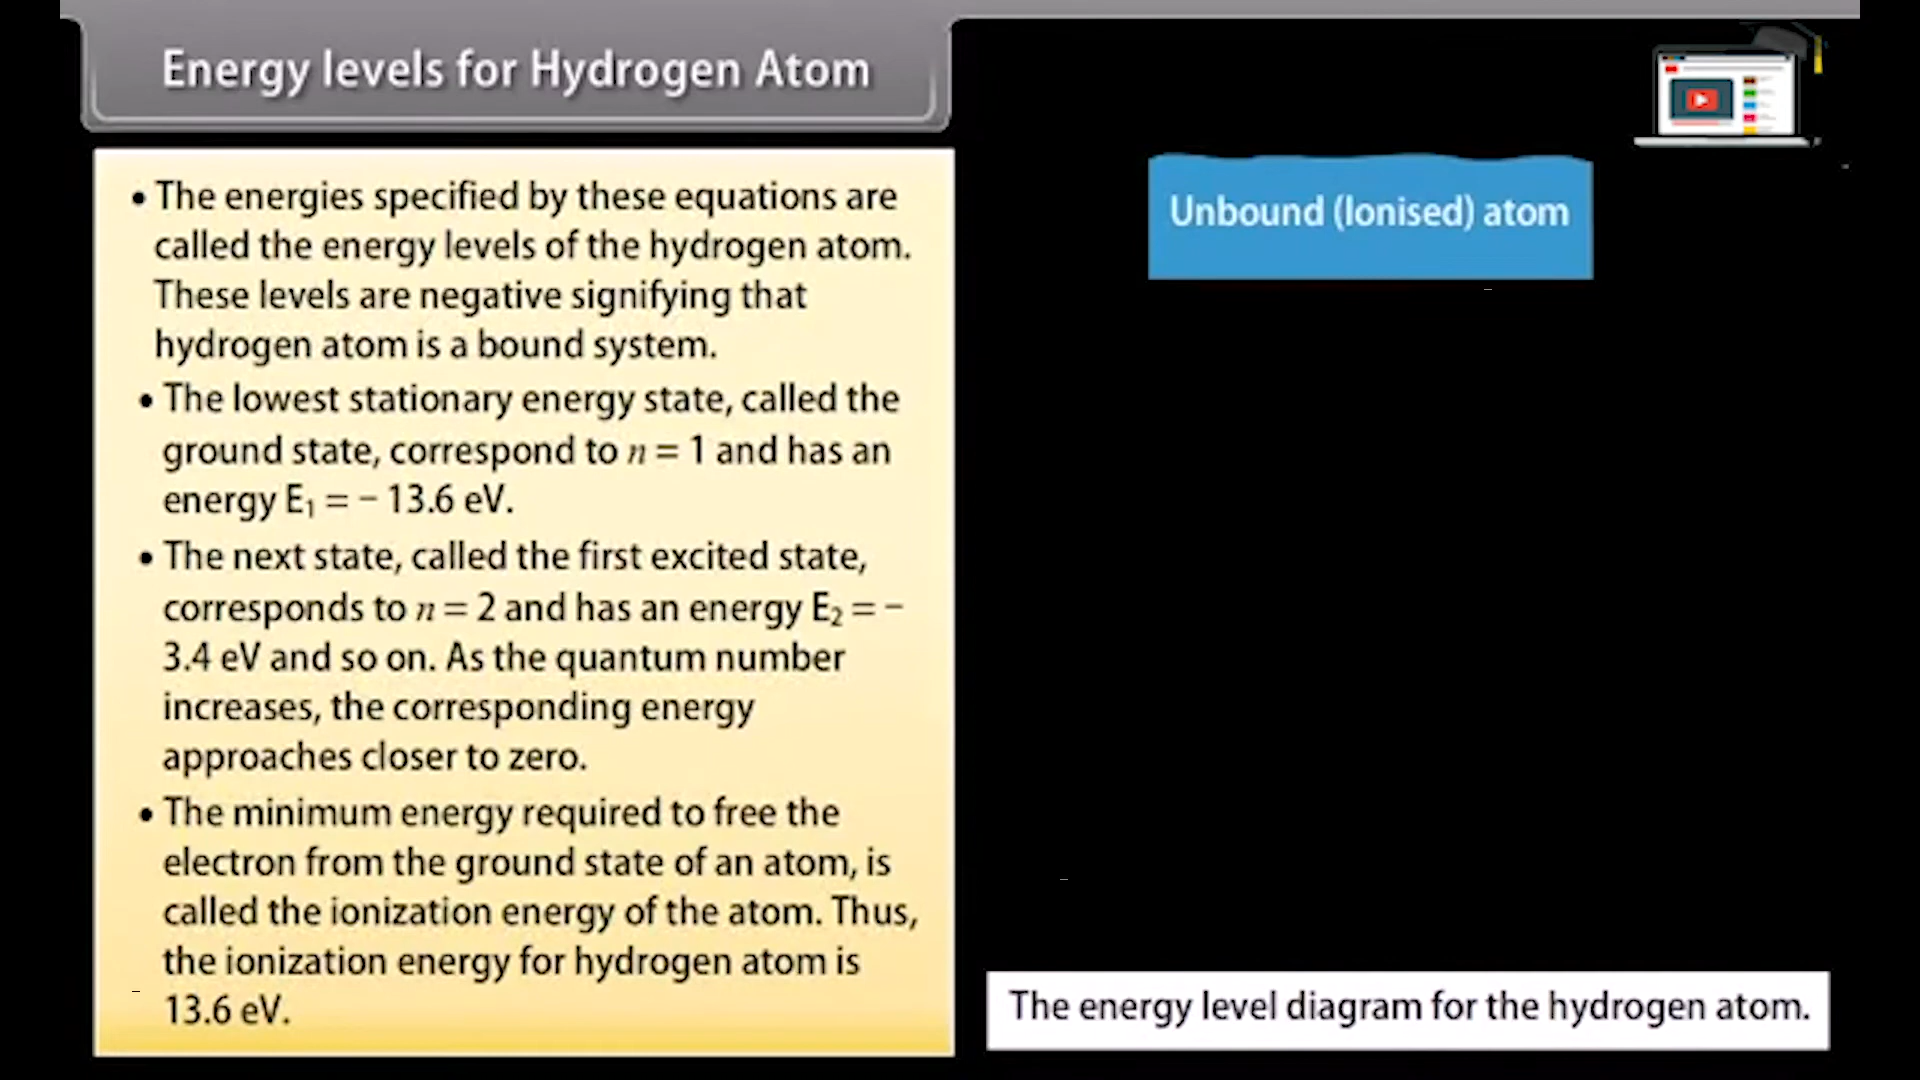 Energy levels for Hydrogen Atom
• The energies specified by these equations are
called the energy levels of the hydrogen atom.
These levels are negative signifying that
hydrogen atom is a bound system.
• The lowest stationary energy state, called the
ground state, correspond to n = 1 and has an
energy E₁ = − 13.6 eV.
• The next state, called the first excited state,
corresponds to n = 2 and has an energy E₂ = −
3.4 eV and so on. As the quantum number
increases, the corresponding energy
approaches closer to zero.
• The minimum energy required to free the
electron from the ground state of an atom, is
called the ionization energy of the atom. Thus,
the ionization energy for hydrogen atom is
13.6 eV.
Unbound (Ionised) atom
The energy level diagram for the hydrogen atom.